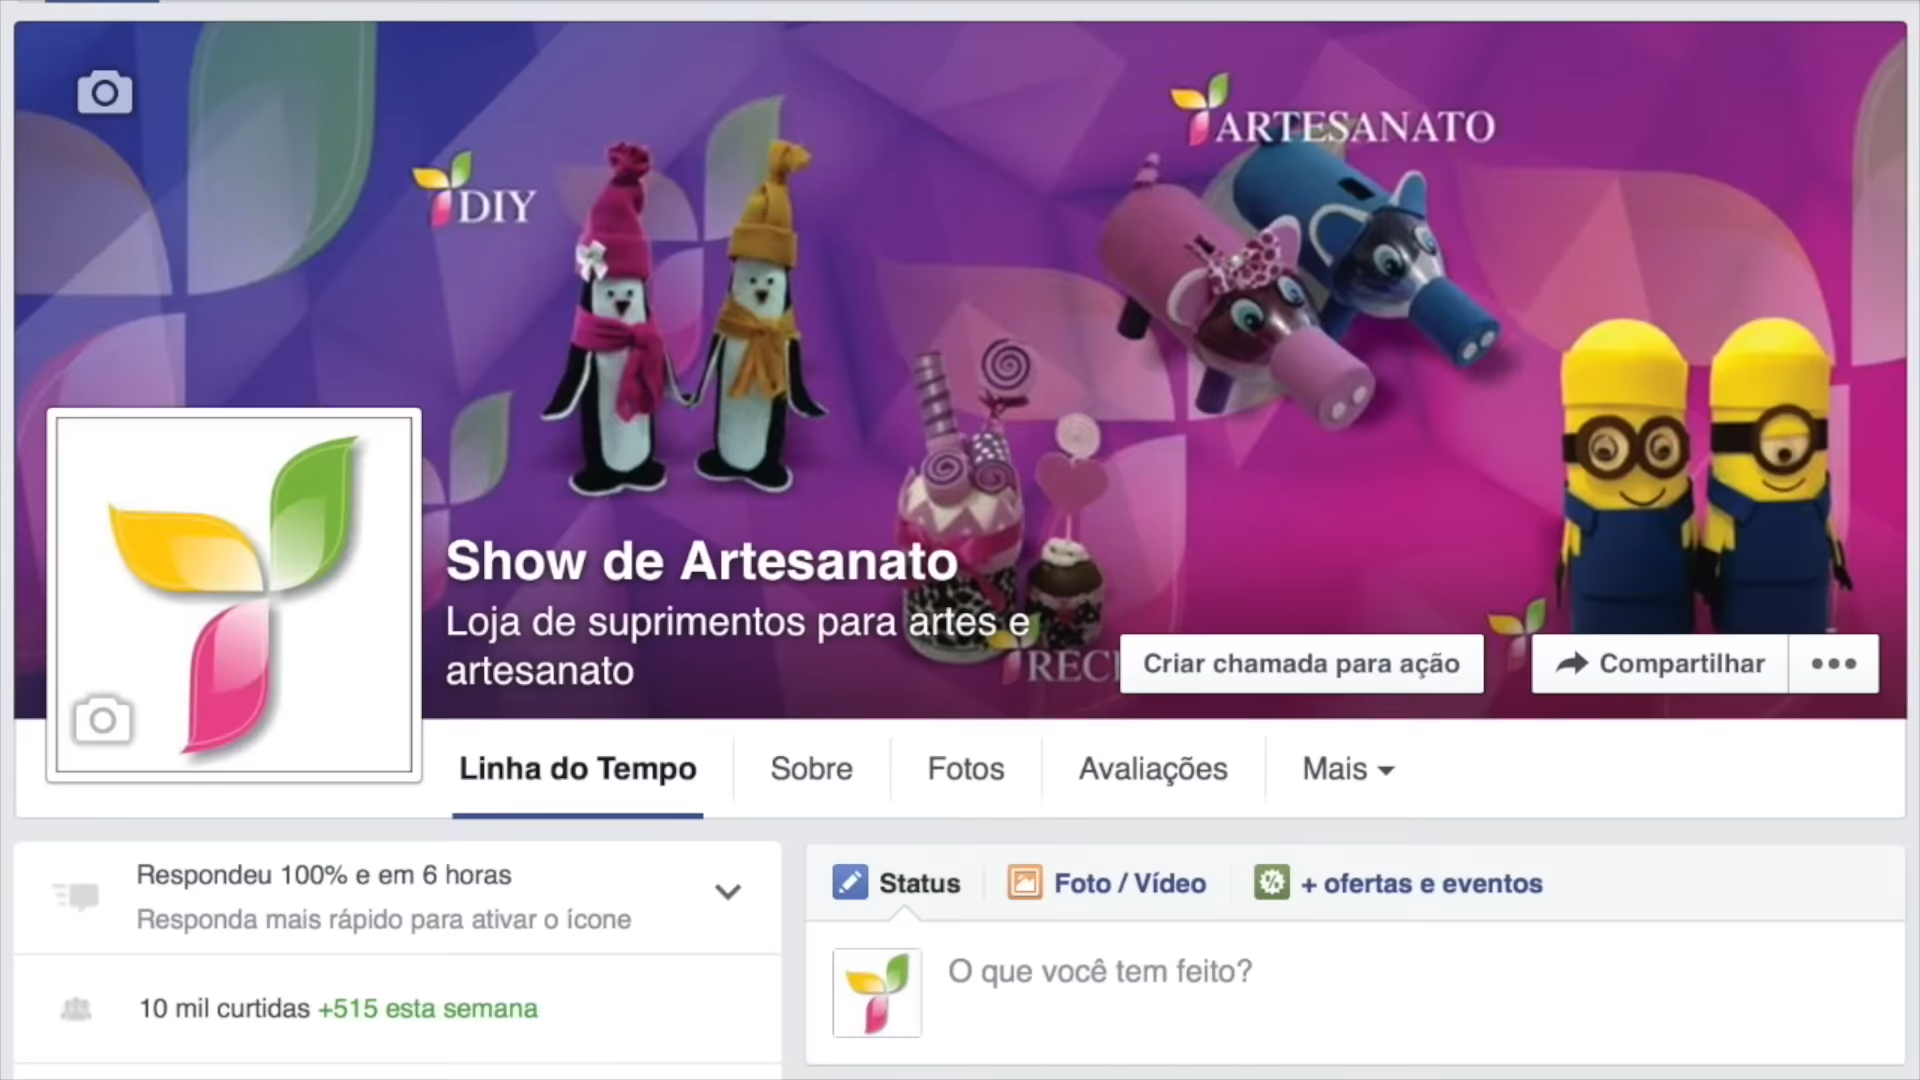 DIY
ARTESANATO
Show de Artesanato
Loja de suprimentos para artes e
artesanato
Criar chamada para ação
Compartilhar
Linha do Tempo
Sobre
Fotos
Avaliações
Mais
Respondeu 100% e em 6 horas
Responda mais rápido para ativar o ícone
10 mil curtidas +515 esta semana
Status
Foto / Vídeo
+ ofertas e eventos
O que você tem feito?